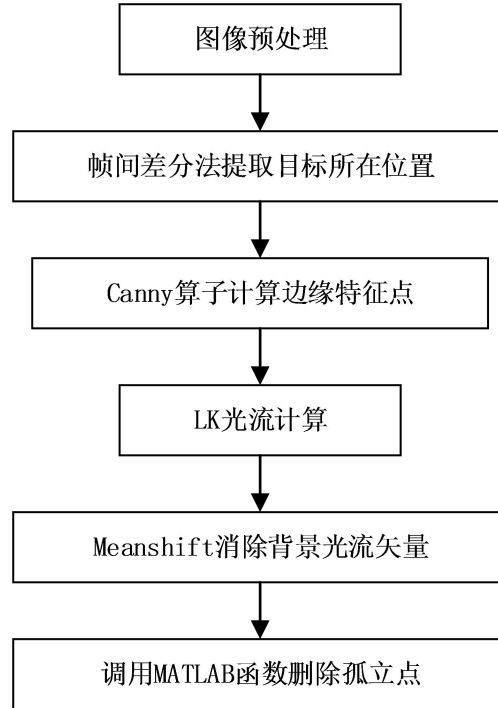 图像预处理
帧间差分法提取目标所在位置
Canny算子计算边缘特征点
LK光流计算
Meanshift消除背景光流矢量
调用MATLAB函数删除孤立点